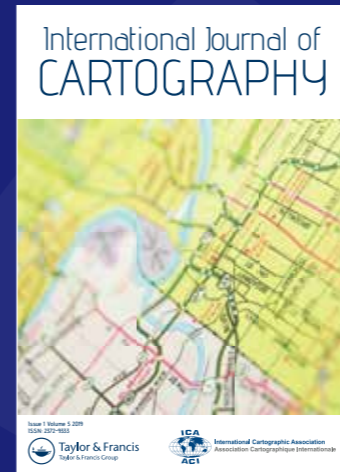 International Journal of
CARTOGRAPHY
Issue 1 Volume 5 2019
ISSN: 2372-9333
Taylor & Francis
Taylor & Francis Group
ICA
ACI
International Cartographic Association
Association Cartographique Internationale